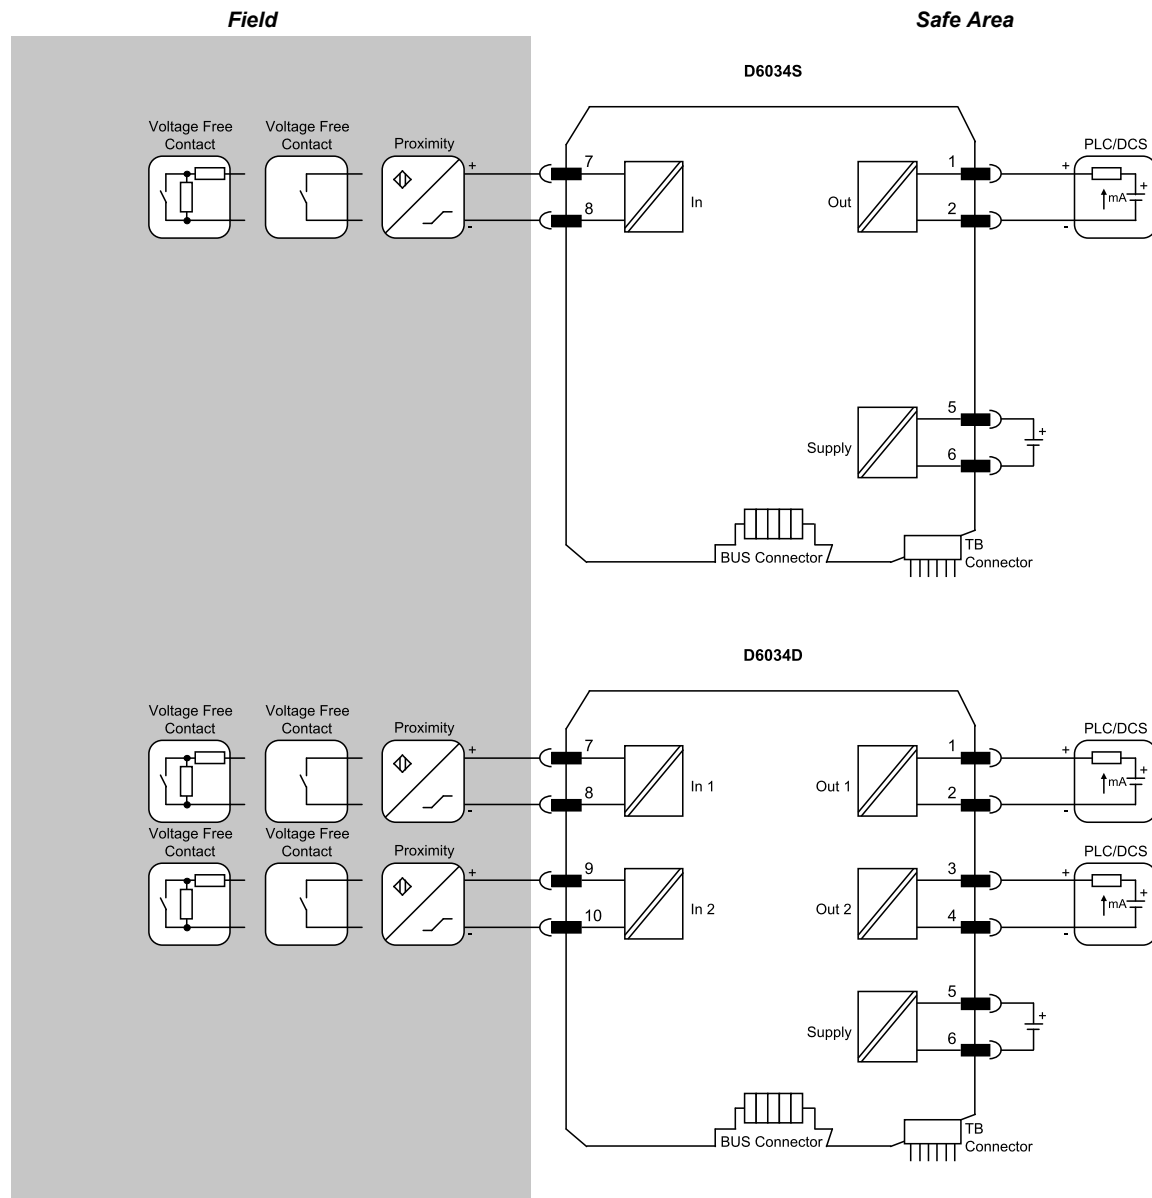 Field Safe Area
D6034S
Voltage Free Voltage Free
Contact Contact Proximity PLC/DCS
+ 7 1 + +
In Out mA
- 8 2 -
5
Supply +
6
BUS Connector TB
Connector
D6034D
Voltage Free Voltage Free
Contact Contact Proximity PLC/DCS
+ 7 1 + +
In 1 Out 1 mA
- 8 2 -
Voltage Free Voltage Free
Contact Contact Proximity PLC/DCS
+ 9 3 + +
In 2 Out 2 mA
- 10 4 -
5
Supply +
6
BUS Connector TB
Connector